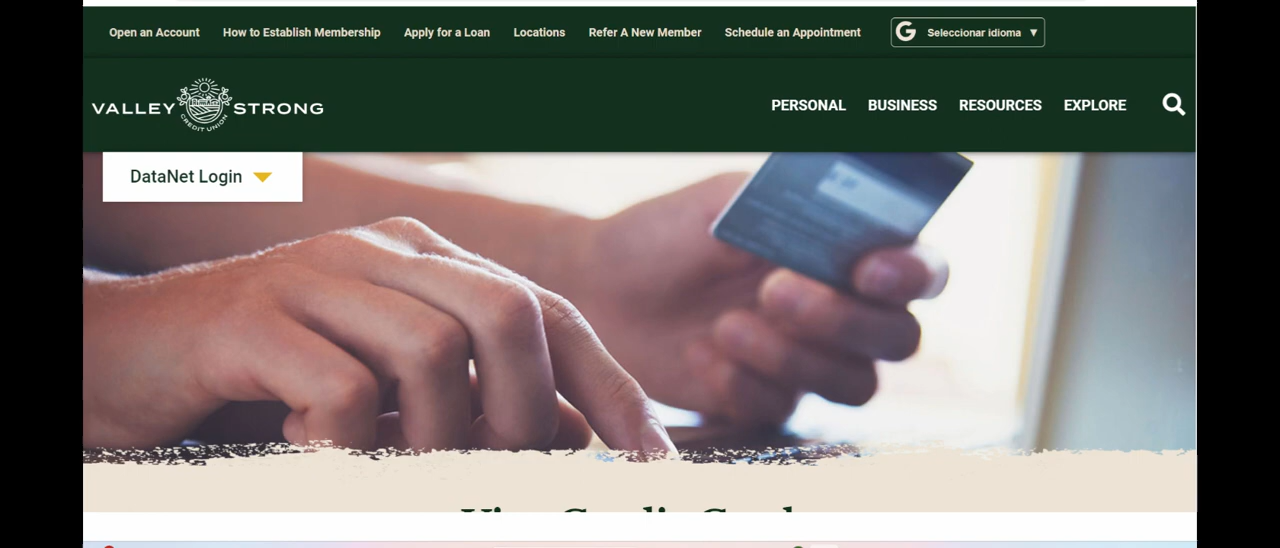 Open an Account How to Establish Membership Apply for a Loan Locations Refer A New Member Schedule an Appointment G Seleccionar idioma ▼
VALLEY STRONG
CREDIT UNION
PERSONAL BUSINESS RESOURCES EXPLORE
DataNet Login